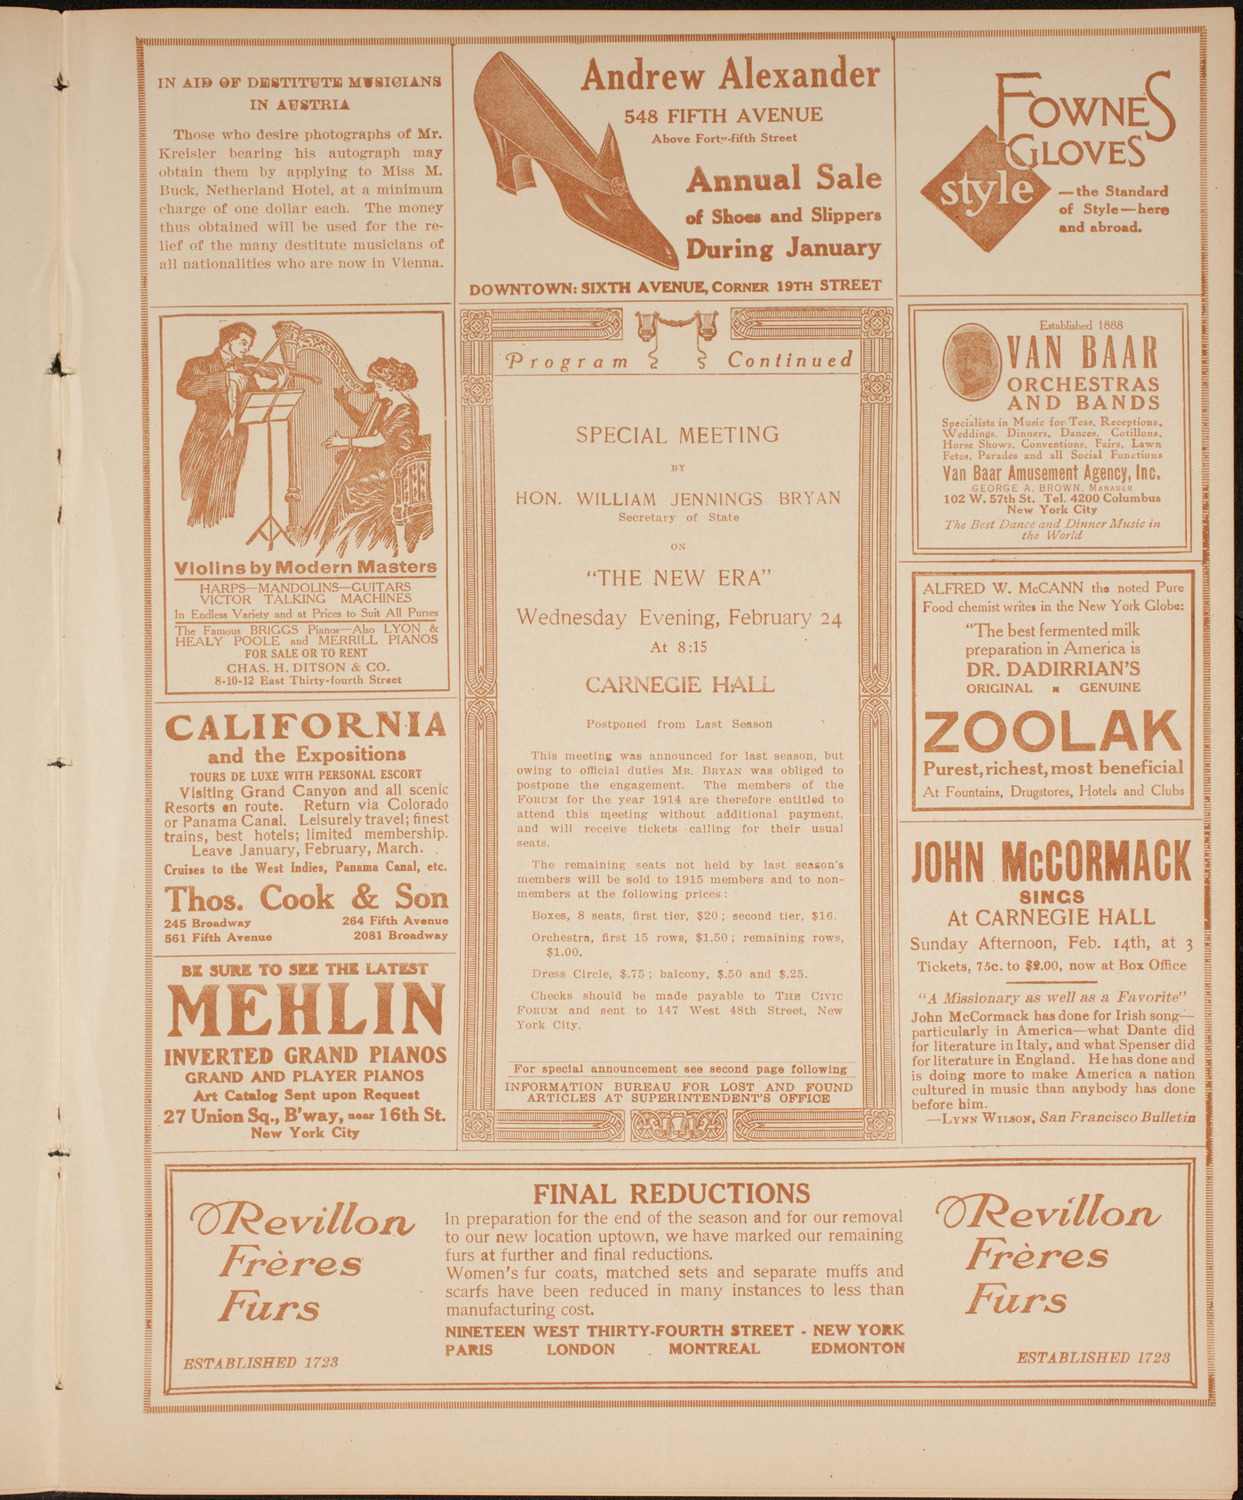 IN AID OF DESTITUTE MUSICIANS
IN AUSTRIA
Those who desire photographs of Mr.
Kreisler bearing his autograph may
obtain them by applying to Miss M.
Buck, Netherland Hotel, at a minimum
charge of one dollar each. The money
thus obtained will be used for the re-
lief of the many destitute musicians of
all nationalities who are now in Vienna.
Andrew Alexander
548 FIFTH AVENUE
Above Forty-fifth Street
Annual Sale
of Shoes and Slippers
During January
DOWNTOWN: SIXTH AVENUE, CORNER 19TH STREET
FOWNES
GLOVES
style
—the Standard
of Style—here
and abroad.
Violins by Modern Masters
HARPS—MANDOLINS—GUITARS
VICTOR TALKING MACHINES
In Endless Variety and at Prices to Suit All Purses
The Famous BRIGGS Pianos—Also LYON &
HEALY POOLE and MERRILL PIANOS
FOR SALE OR TO RENT
CHAS. H. DITSON & CO.
8-10-12 East Thirty-fourth Street
CALIFORNIA
and the Expositions
TOURS DE LUXE WITH PERSONAL ESCORT
Visiting Grand Canyon and all scenic
Resorts en route. Return via Colorado
or Panama Canal. Leisurely travel; finest
trains, best hotels; limited membership.
Leave January, February, March.
Cruises to the West Indies, Panama Canal, etc.
Thos. Cook & Son
245 Broadway 264 Fifth Avenue
561 Fifth Avenue 2081 Broadway
BE SURE TO SEE THE LATEST
MEHLIN
INVERTED GRAND PIANOS
GRAND AND PLAYER PIANOS
Art Catalog Sent upon Request
27 Union Sq., B'way, near 16th St.
New York City
Program Continued
SPECIAL MEETING
BY
HON. WILLIAM JENNINGS BRYAN
Secretary of State
ON
“THE NEW ERA”
Wednesday Evening, February 24
At 8:15
CARNEGIE HALL
Postponed from Last Season
This meeting was announced for last season, but
owing to official duties MR. BRYAN was obliged to
postpone the engagement. The members of the
FORUM for the year 1914 are therefore entitled to
attend this meeting without additional payment,
and will receive tickets calling for their usual
seats.
The remaining seats not held by last season's
members will be sold to 1915 members and to non-
members at the following prices:
Boxes, 8 seats, first tier, $20; second tier, $16.
Orchestra, first 15 rows, $1.50; remaining rows,
$1.00.
Dress Circle, $.75; balcony, $.50 and $.25.
Checks should be made payable to THE CIVIC
FORUM and sent to 147 West 48th Street, New
York City.
For special announcement see second page following
INFORMATION BUREAU FOR LOST AND FOUND
ARTICLES AT SUPERINTENDENT'S OFFICE
Established 1888
VAN BAAR
ORCHESTRAS
AND BANDS
Specialists in Music for Teas, Receptions,
Weddings, Dinners, Dances, Cotillons,
Horse Shows, Conventions, Fairs, Lawn
Fetes, Parades and all Social Functions
Van Baar Amusement Agency, Inc.
GEORGE A. BROWN, MANAGER
102 W. 57th St. Tel. 4200 Columbus
New York City
The Best Dance and Dinner Music in
the World
ALFRED W. McCANN the noted Pure
Food chemist writes in the New York Globe:
“The best fermented milk
preparation in America is
DR. DADIRRIAN'S
ORIGINAL GENUINE
ZOOLAK
Purest, richest, most beneficial
At Fountains, Drugstores, Hotels and Clubs
JOHN McCORMACK
SINGS
At CARNEGIE HALL
Sunday Afternoon, Feb. 14th, at 3
Tickets, 75c. to $2.00, now at Box Office
“A Missionary as well as a Favorite”
John McCormack has done for Irish song—
particularly in America—what Dante did
for literature in Italy, and what Spenser did
for literature in England. He has done and
is doing more to make America a nation
cultured in music than anybody has done
before him.
—LYNN WILSON, San Francisco Bulletin
Revillon
Frères
Furs
ESTABLISHED 1723
FINAL REDUCTIONS
In preparation for the end of the season and for our removal
to our new location uptown, we have marked our remaining
furs at further and final reductions.
Women's fur coats, matched sets and separate muffs and
scarfs have been reduced in many instances to less than
manufacturing cost.
NINETEEN WEST THIRTY-FOURTH STREET - NEW YORK
PARIS LONDON MONTREAL EDMONTON
Revillon
Frères
Furs
ESTABLISHED 1723